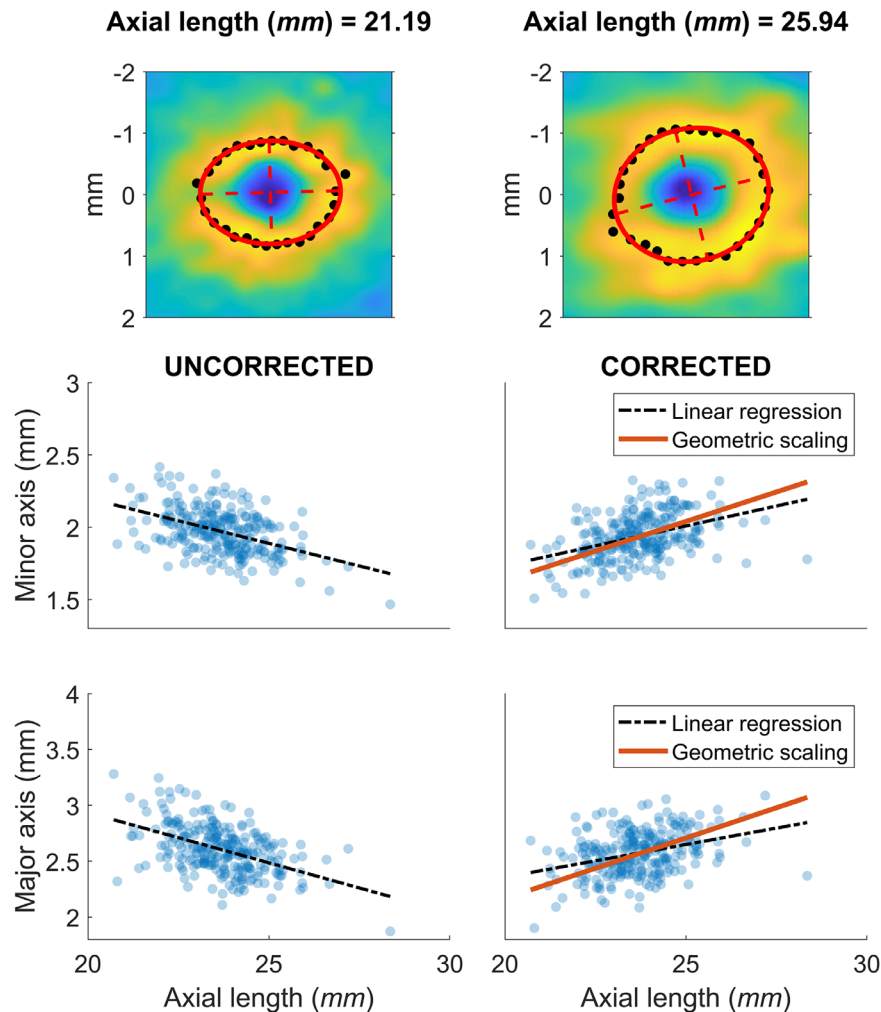 Axial length (mm) = 21.19
Axial length (mm) = 25.94
-2
-1
0
1
2
mm
-2
-1
0
1
2
UNCORRECTED
CORRECTED
3
2.5
2
1.5
Minor axis (mm)
Linear regression
Geometric scaling
4
3.5
3
2.5
2
Major axis (mm)
Linear regression
Geometric scaling
20
25
30
Axial length (mm)
20
25
30
Axial length (mm)